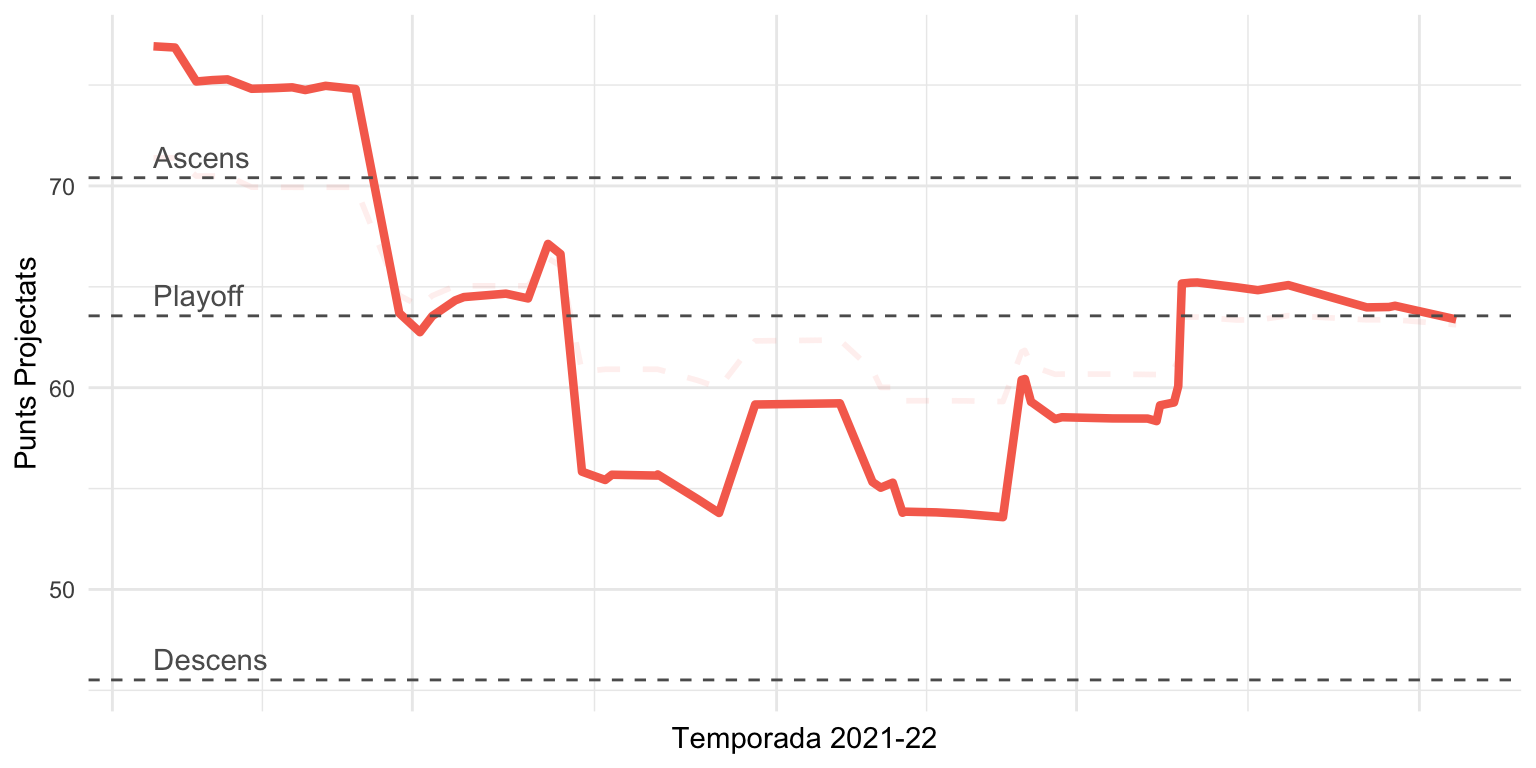 Ascens
70
Playoff
60
50
Descens
Punts Projectats
Temporada 2021-22